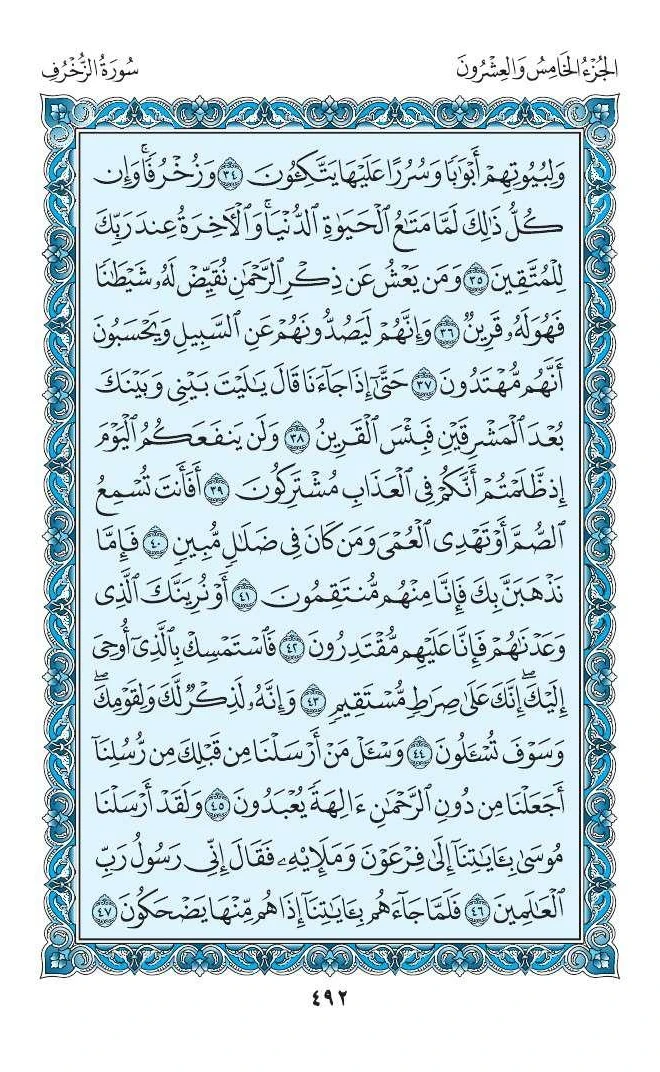 الجُزْءُ الخَامِسُ وَالعِشْرُونَ
سُورَةُ الزُّخْرُفِ
وَلِبُيُوتِهِمْ أَبْوَٰبًا وَسُرُرًا عَلَيْهَا يَتَّكِـُٔونَ ٣٤ وَزُخْرُفًا ۚ وَإِن
كُلُّ ذَٰلِكَ لَمَّا مَتَـٰعُ ٱلْحَيَوٰةِ ٱلدُّنْيَا ۚ وَٱلْـَٔاخِرَةُ عِندَ رَبِّكَ
لِلْمُتَّقِينَ ٣٥ وَمَن يَعْشُ عَن ذِكْرِ ٱلرَّحْمَـٰنِ نُقَيِّضْ لَهُۥ شَيْطَـٰنًا
فَهُوَ لَهُۥ قَرِينٌ ٣٦ وَإِنَّهُمْ لَيَصُدُّونَهُمْ عَنِ ٱلسَّبِيلِ وَيَحْسَبُونَ
أَنَّهُم مُّهْتَدُونَ ٣٧ حَتَّىٰٓ إِذَا جَآءَنَا قَالَ يَـٰلَيْتَ بَيْنِى وَبَيْنَكَ
بُعْدَ ٱلْمَشْرِقَيْنِ فَبِئْسَ ٱلْقَرِينُ ٣٨ وَلَن يَنفَعَكُمُ ٱلْيَوْمَ
إِذ ظَّلَمْتُمْ أَنَّكُمْ فِى ٱلْعَذَابِ مُشْتَرِكُونَ ٣٩ أَفَأَنتَ تُسْمِعُ
ٱلصُّمَّ أَوْ تَهْدِى ٱلْعُمْىَ وَمَن كَانَ فِى ضَلَـٰلٍ مُّبِينٍ ٤٠ فَإِمَّا
نَذْهَبَنَّ بِكَ فَإِنَّا مِنْهُم مُّنتَقِمُونَ ٤١ أَوْ نُرِيَنَّكَ ٱلَّذِى
وَعَدْنَـٰهُمْ فَإِنَّا عَلَيْهِم مُّقْتَدِرُونَ ٤٢ فَٱسْتَمْسِكْ بِٱلَّذِىٓ أُوحِىَ
إِلَيْكَ ۖ إِنَّكَ عَلَىٰ صِرَٰطٍ مُّسْتَقِيمٍ ٤٣ وَإِنَّهُۥ لَذِكْرٌ لَّكَ وَلِقَوْمِكَ ۖ
وَسَوْفَ تُسْـَٔلُونَ ٤٤ وَسْـَٔلْ مَنْ أَرْسَلْنَا مِن قَبْلِكَ مِن رُّسُلِنَآ
أَجَعَلْنَا مِن دُونِ ٱلرَّحْمَـٰنِ ءَالِهَةً يُعْبَدُونَ ٤٥ وَلَقَدْ أَرْسَلْنَا
مُوسَىٰ بِـَٔايَـٰتِنَآ إِلَىٰ فِرْعَوْنَ وَمَلَإِي۟هِۦ فَقَالَ إِنِّى رَسُولُ رَبِّ
ٱلْعَـٰلَمِينَ ٤٦ فَلَمَّا جَآءَهُم بِـَٔايَـٰتِنَآ إِذَا هُم مِّنْهَا يَضْحَكُونَ ٤٧
٤٩٢